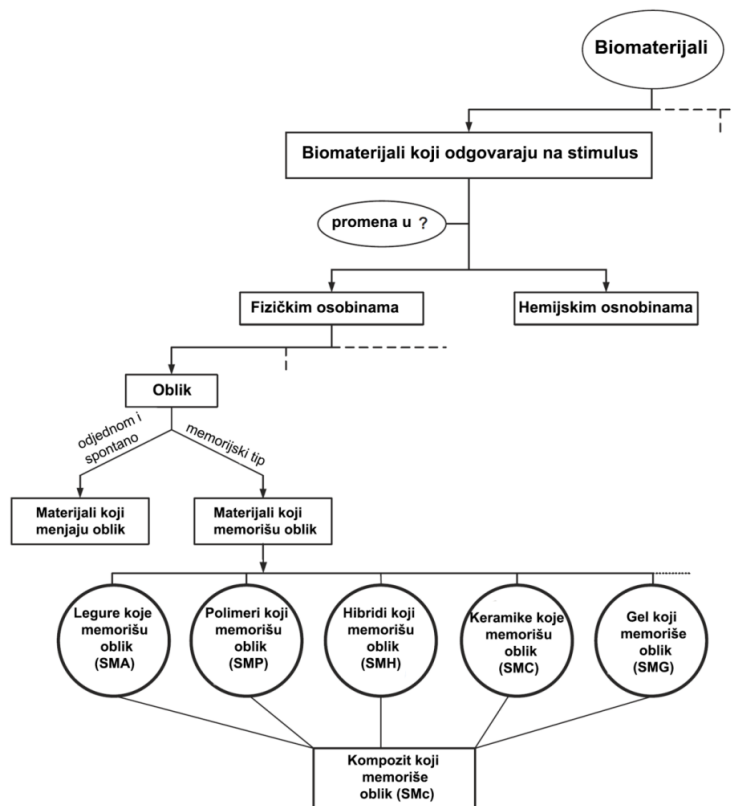 Biomaterijali
Biomaterijali koji odgovaraju na stimulus
promena u ?
Fizičkim osobinama
Hemijskim osnobinama
Oblik
odjednom i
spontano
memorijski tip
Materijali koji
menjaju oblik
Materijali koji
memorišu oblik
Legure koje
memorišu
oblik
(SMA)
Polimeri koji
memorišu
oblik
(SMP)
Hibridi koji
memorišu
oblik
(SMH)
Keramike koje
memorišu
oblik
(SMC)
Gel koji
memoriše
oblik
(SMG)
Kompozit koji
memoriše
oblik (SMc)